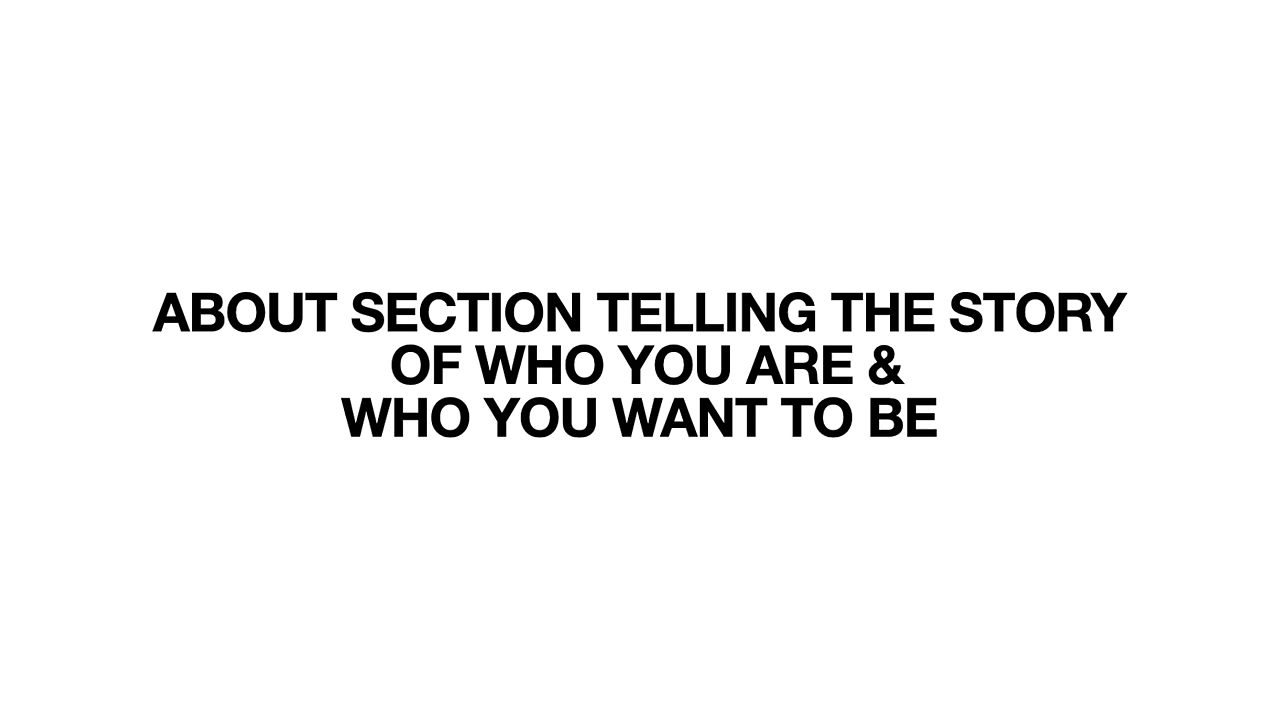 ABOUT SECTION TELLING THE STORY
OF WHO YOU ARE &
WHO YOU WANT TO BE